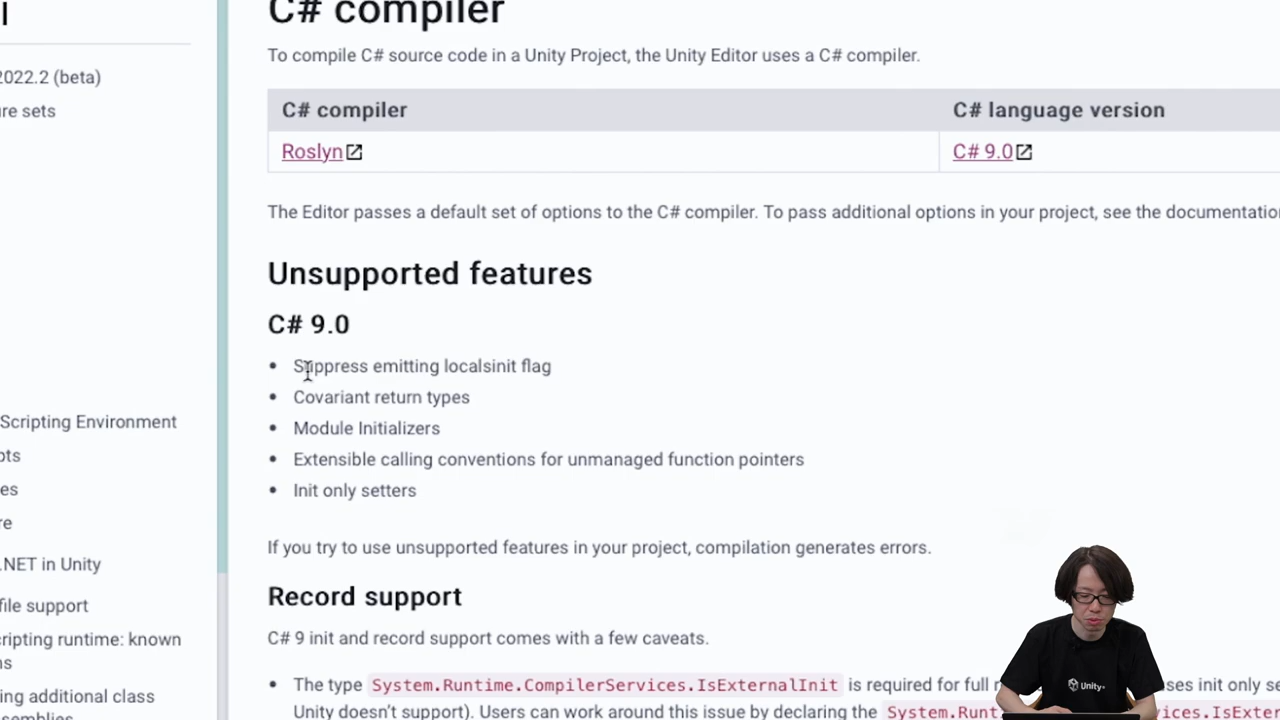 C# compiler
2022.2 (beta)
To compile C# source code in a Unity Project, the Unity Editor uses a C# compiler.
C# compiler
C# language version
Roslyn
C# 9.0
The Editor passes a default set of options to the C# compiler. To pass additional options in your project, see the
Unsupported features
C# 9.0
Suppress emitting localsinit flag
Covariant return types
Scripting Environment
Module Initializers
Extensible calling conventions for unmanaged function pointers
Init only setters
.NET in Unity
If you try to use unsupported features in your project, compilation generates errors.
Record support
file support
C# 9 init and record support comes with a few caveats.
runtime: known
The type System.Runtime.CompilerServices.IsExternalInit is required for full
init only
additional class
Unity doesn't support). Users can work around this issue by declaring the
Unity